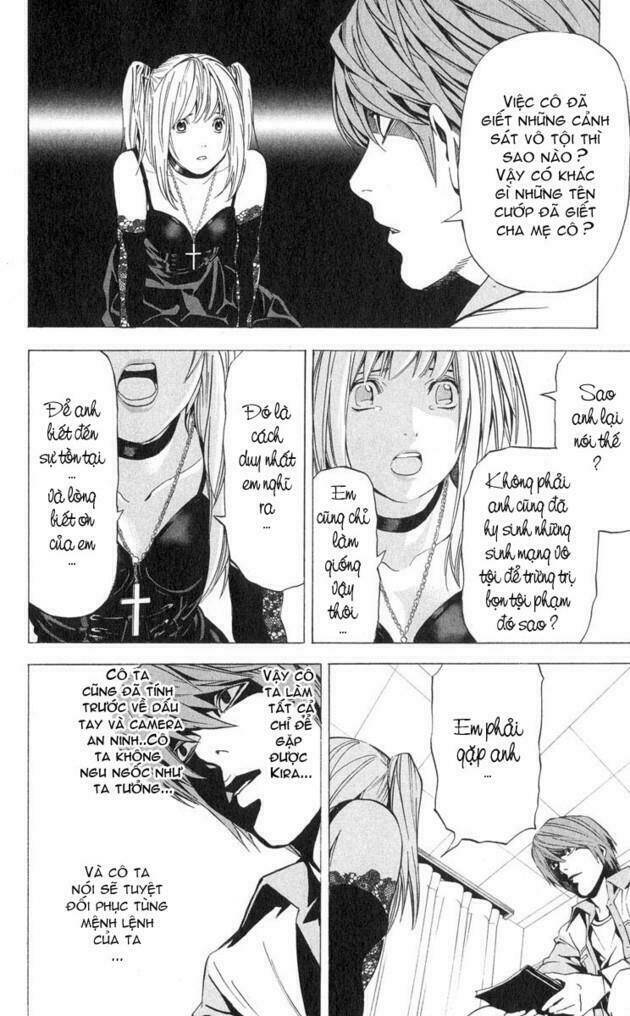 VIỆC CÔ ĐÃ
GIẾT NHỮNG CẢNH
SÁT VÔ TỘI THÌ
SAO NÀO?
VẬY CÓ KHÁC
GÌ NHỮNG TÊN
CƯỚP ĐÃ GIẾT
CHA MẸ CÔ?
Sao
anh lại
nói thế
?
Không phải
anh cũng đã
hy sinh những
sinh mạng vô
tội để trừng trị
bọn tội phạm
đó sao?
Em
cũng chỉ
làm
giống
vậy
thôi
...
Đó là
cách
duy nhất
em nghĩ
ra
...
Để anh
biết đến
sự tồn tại
...
Và lòng
biết ơn
của em
...
Em phải
gặp anh
...
VẬY CÔ
TA LÀM
TẤT CẢ
CHỈ ĐỂ
GẶP
ĐƯỢC
KIRA...
CÔ TA
CŨNG ĐÃ TÍNH
TRƯỚC VỀ DẤU
TAY VÀ CAMERA
AN NINH..CÔ
TA KHÔNG
NGU NGỐC NHƯ
TA TƯỞNG...
VÀ CÔ TA
NÓI SẼ TUYỆT
ĐỐI PHỤC TÙNG
MỆNH LỆNH
CỦA TA
...